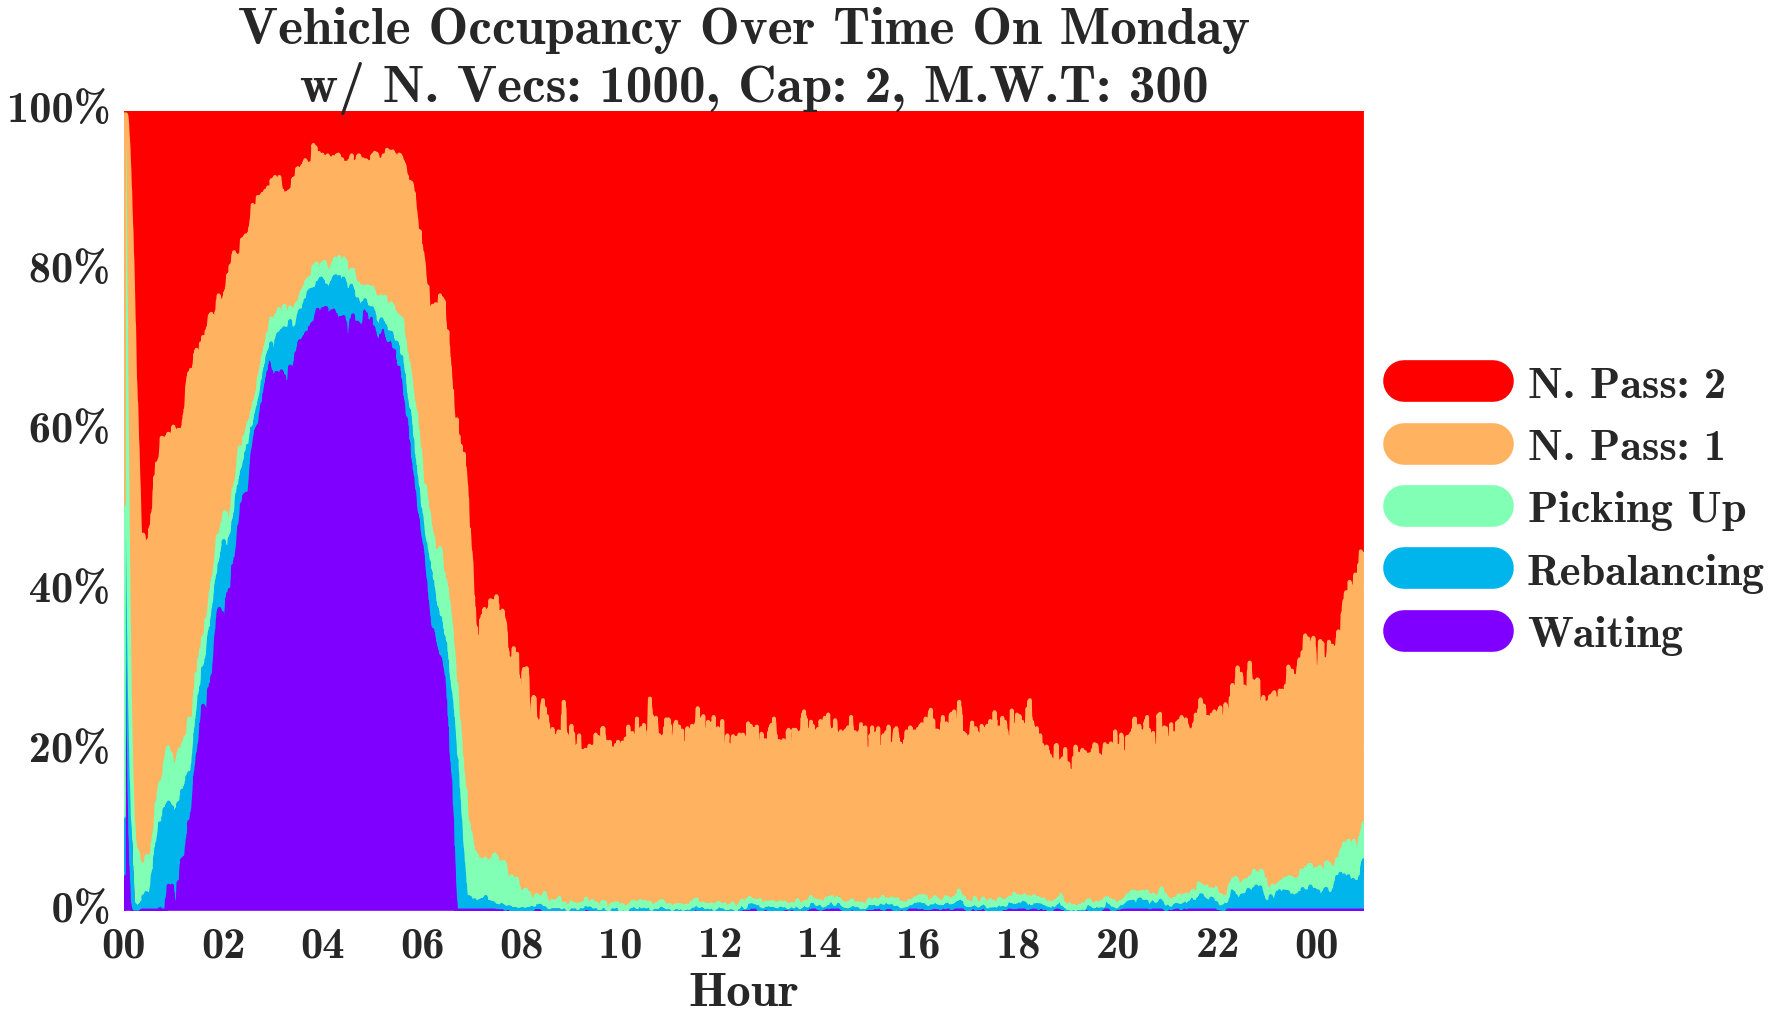 Vehicle Occupancy Over Time On Monday
w/ N. Vecs: 1000, Cap: 2, M.W.T: 300
100%
80%
60%
40%
20%
0%
00 02 04 06 08 10 12 14 16 18 20 22 00
Hour
N. Pass: 2
N. Pass: 1
Picking Up
Rebalancing
Waiting